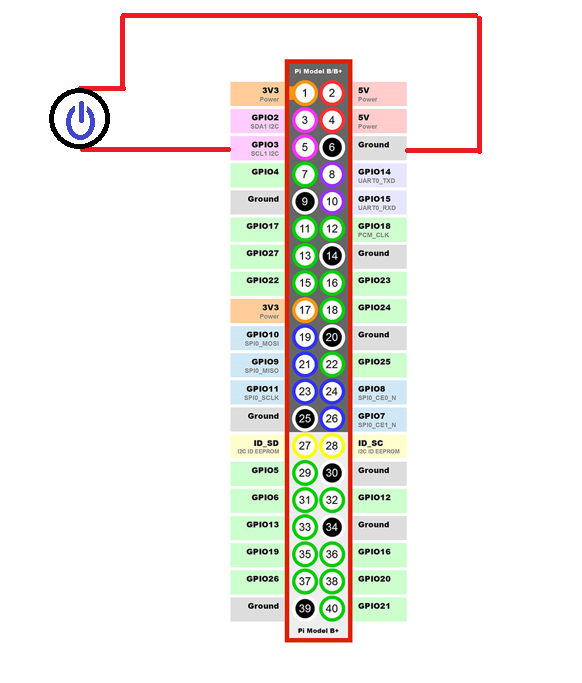 Pi Model B/B+
3V3 1 2 5V
Power Power
GPIO2 3 4 5V
SDA1 I2C Power
GPIO3 5 6 Ground
SCL1 I2C
GPIO4 7 8 GPIO14
UART0_TXD
Ground 9 10 GPIO15
UART0_RXD
GPIO17 11 12 GPIO18
PCM_CLK
GPIO27 13 14 Ground
GPIO22 15 16 GPIO23
3V3 17 18 GPIO24
Power
GPIO10 19 20 Ground
SPI0_MOSI
GPIO9 21 22 GPIO25
SPI0_MISO
GPIO11 23 24 GPIO8
SPI0_SCLK SPI0_CE0_N
Ground 25 26 GPIO7
SPI0_CE1_N
ID_SD 27 28 ID_SC
I2C ID EEPROM I2C ID EEPROM
GPIO5 29 30 Ground
GPIO6 31 32 GPIO12
GPIO13 33 34 Ground
GPIO19 35 36 GPIO16
GPIO26 37 38 GPIO20
Ground 39 40 GPIO21
Pi Model B+